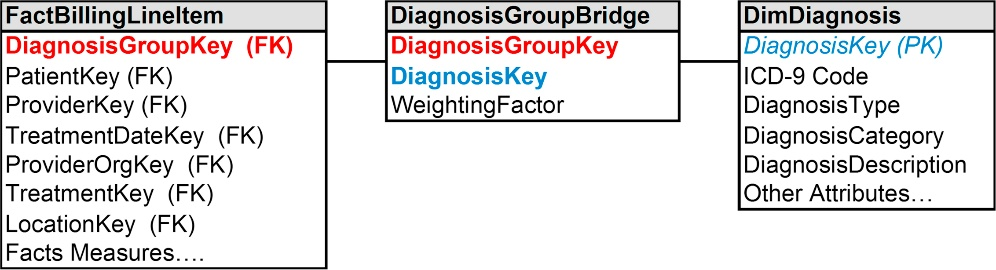 FactBillingLineItem
DiagnosisGroupKey (FK)
PatientKey (FK)
ProviderKey (FK)
TreatmentDateKey (FK)
ProviderOrgKey (FK)
TreatmentKey (FK)
LocationKey (FK)
Facts Measures….
DiagnosisGroupBridge
DiagnosisGroupKey
DiagnosisKey
WeightingFactor
DimDiagnosis
DiagnosisKey (PK)
ICD-9 Code
DiagnosisType
DiagnosisCategory
DiagnosisDescription
Other Attributes…